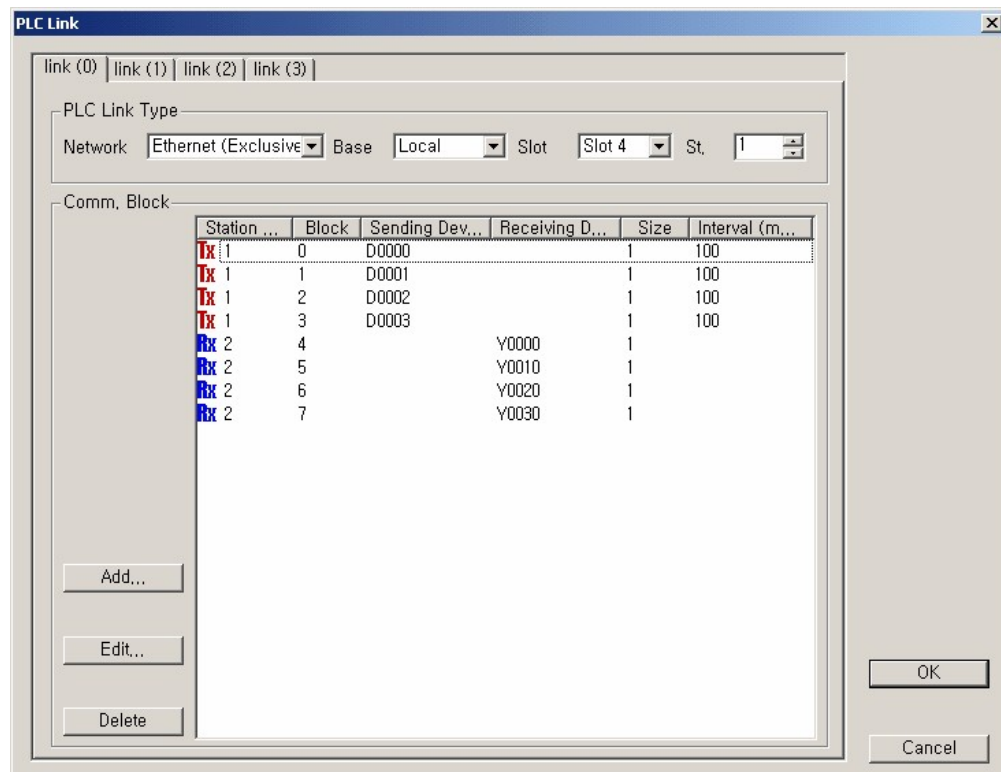 PLC Link
link (0) link (1) link (2) link (3)
PLC Link Type
Network Ethernet (Exclusive Base Local Slot Slot 4 St, 1
Comm, Block
Station ,,, Block Sending Dev,,, Receiving D,,, Size Interval (m,,,
Tx 1 0 D0000 1 100
Tx 1 1 D0001 1 100
Tx 1 2 D0002 1 100
Tx 1 3 D0003 1 100
Rx 2 4 Y0000 1
Rx 2 5 Y0010 1
Rx 2 6 Y0020 1
Rx 2 7 Y0030 1
Add,,,
Edit,,,
Delete
OK
Cancel